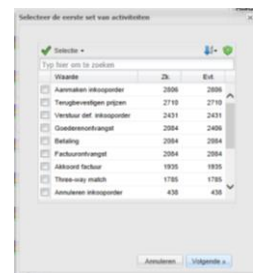 Selecteer de eerste set van activiteiten
Selectie
Typ hier om te zoeken
Waarde Zk. Evt.
Aanmaken inkooporder 2806 2806
Terugbevestigen prijzen 2710 2710
Verstuur def. inkooporder 2431 2431
Goederenontvangst 2084 2406
Betaling 2084 2084
Factuurontvangst 2084 2084
Akkoord factuur 1935 1935
Three-way match 1785 1785
Annuleren inkooporder 438 438
Annuleren Volgende »